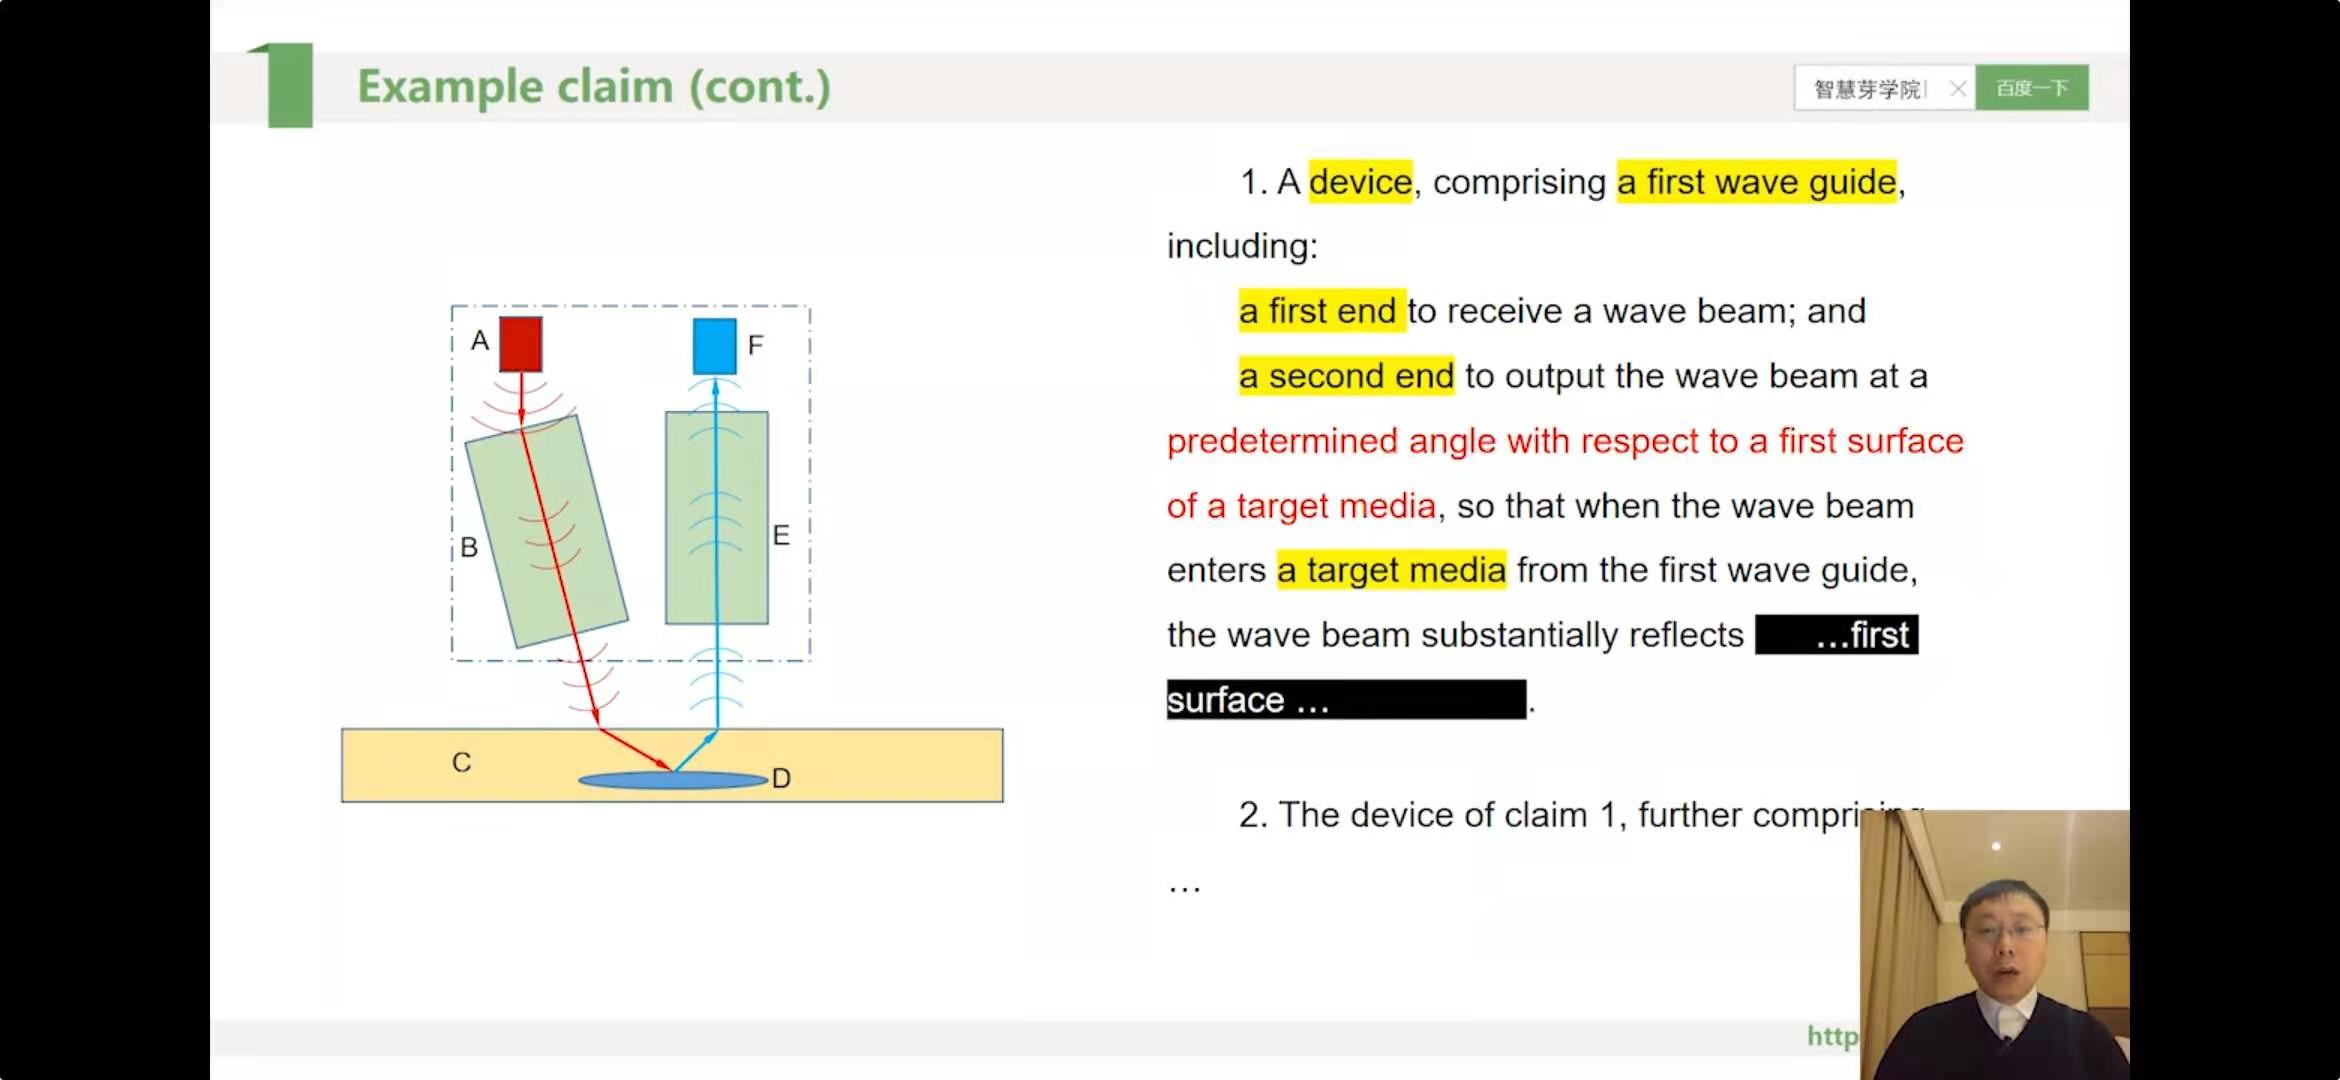 Example claim (cont.)
智慧芽学院
百度一下
1. A device, comprising a first wave guide,
including:
a first end to receive a wave beam; and
a second end to output the wave beam at a
predetermined angle with respect to a first surface
of a target media, so that when the wave beam
enters a target media from the first wave guide,
the wave beam substantially reflects ...first
surface ... .
2. The device of claim 1, further comprising
...
A
F
B
E
C
D
http